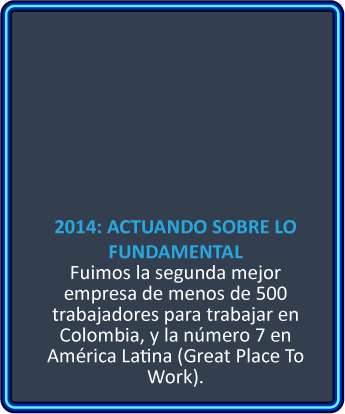 2014: ACTUANDO SOBRE LO
FUNDAMENTAL
Fuimos la segunda mejor
empresa de menos de 500
trabajadores para trabajar en
Colombia, y la número 7 en
América Latina (Great Place To
Work).